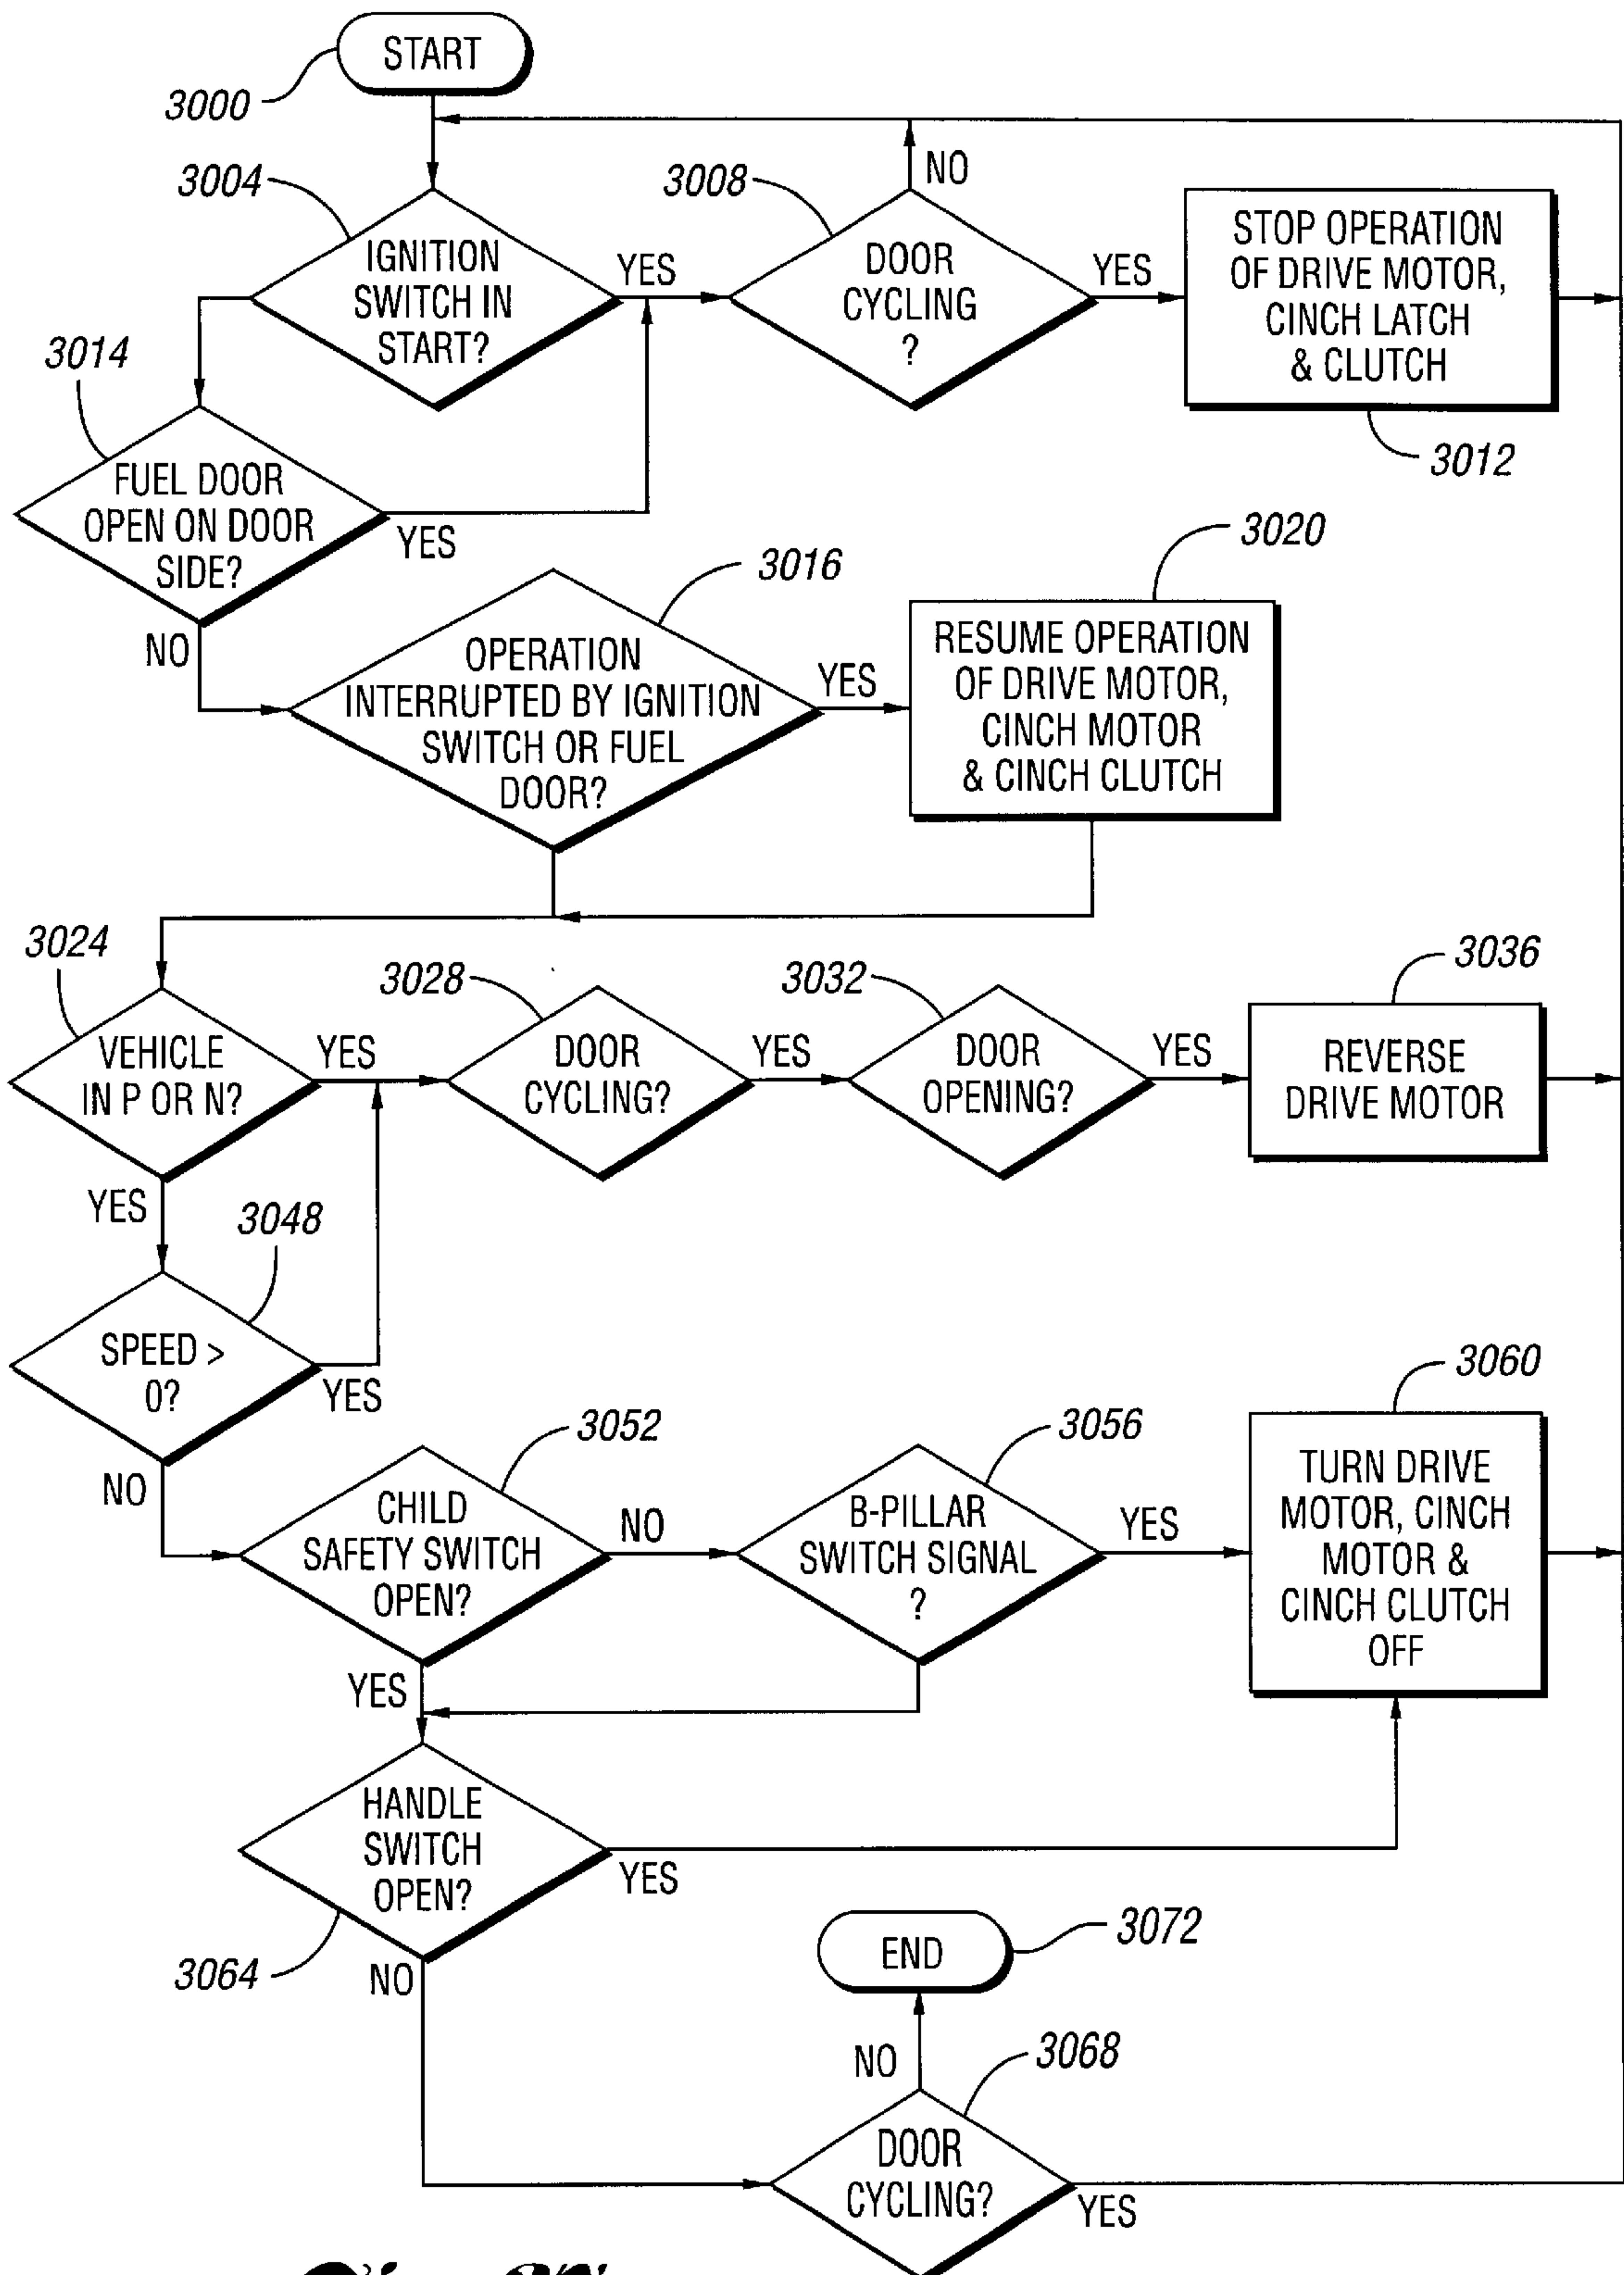 START
3000
3004
IGNITION
SWITCH IN
START?
YES
3008
NO
DOOR
CYCLING
?
YES
STOP OPERATION
OF DRIVE MOTOR,
CINCH LATCH
& CLUTCH
3012
3014
FUEL DOOR
OPEN ON DOOR
SIDE?
YES
NO
3016
OPERATION
INTERRUPTED BY IGNITION
SWITCH OR FUEL
DOOR?
YES
3020
RESUME OPERATION
OF DRIVE MOTOR,
CINCH MOTOR
& CINCH CLUTCH
3024
VEHICLE
IN P OR N?
YES
YES
3028
DOOR
CYCLING?
YES
3032
DOOR
OPENING?
YES
3036
REVERSE
DRIVE MOTOR
3048
SPEED >
0?
YES
NO
3052
CHILD
SAFETY SWITCH
OPEN?
NO
YES
3056
B-PILLAR
SWITCH SIGNAL
?
YES
3060
TURN DRIVE
MOTOR, CINCH
MOTOR &
CINCH CLUTCH
OFF
HANDLE
SWITCH
OPEN?
YES
3064
NO
END
3072
NO
3068
DOOR
CYCLING?
YES